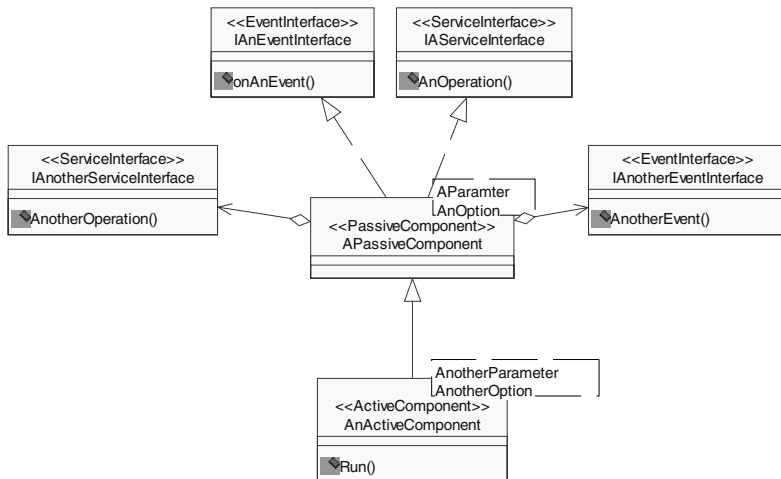 <<EventInterface>>
IAnEventInterface
onAnEvent()
<<ServiceInterface>>
IAServiceInterface
AnOperation()
<<ServiceInterface>>
IAnotherServiceInterface
AnotherOperation()
AParamter
AnOption
<<PassiveComponent>>
APassiveComponent
<<EventInterface>>
IAnotherEventInterface
AnotherEvent()
AnotherParameter
AnotherOption
<<ActiveComponent>>
AnActiveComponent
Run()